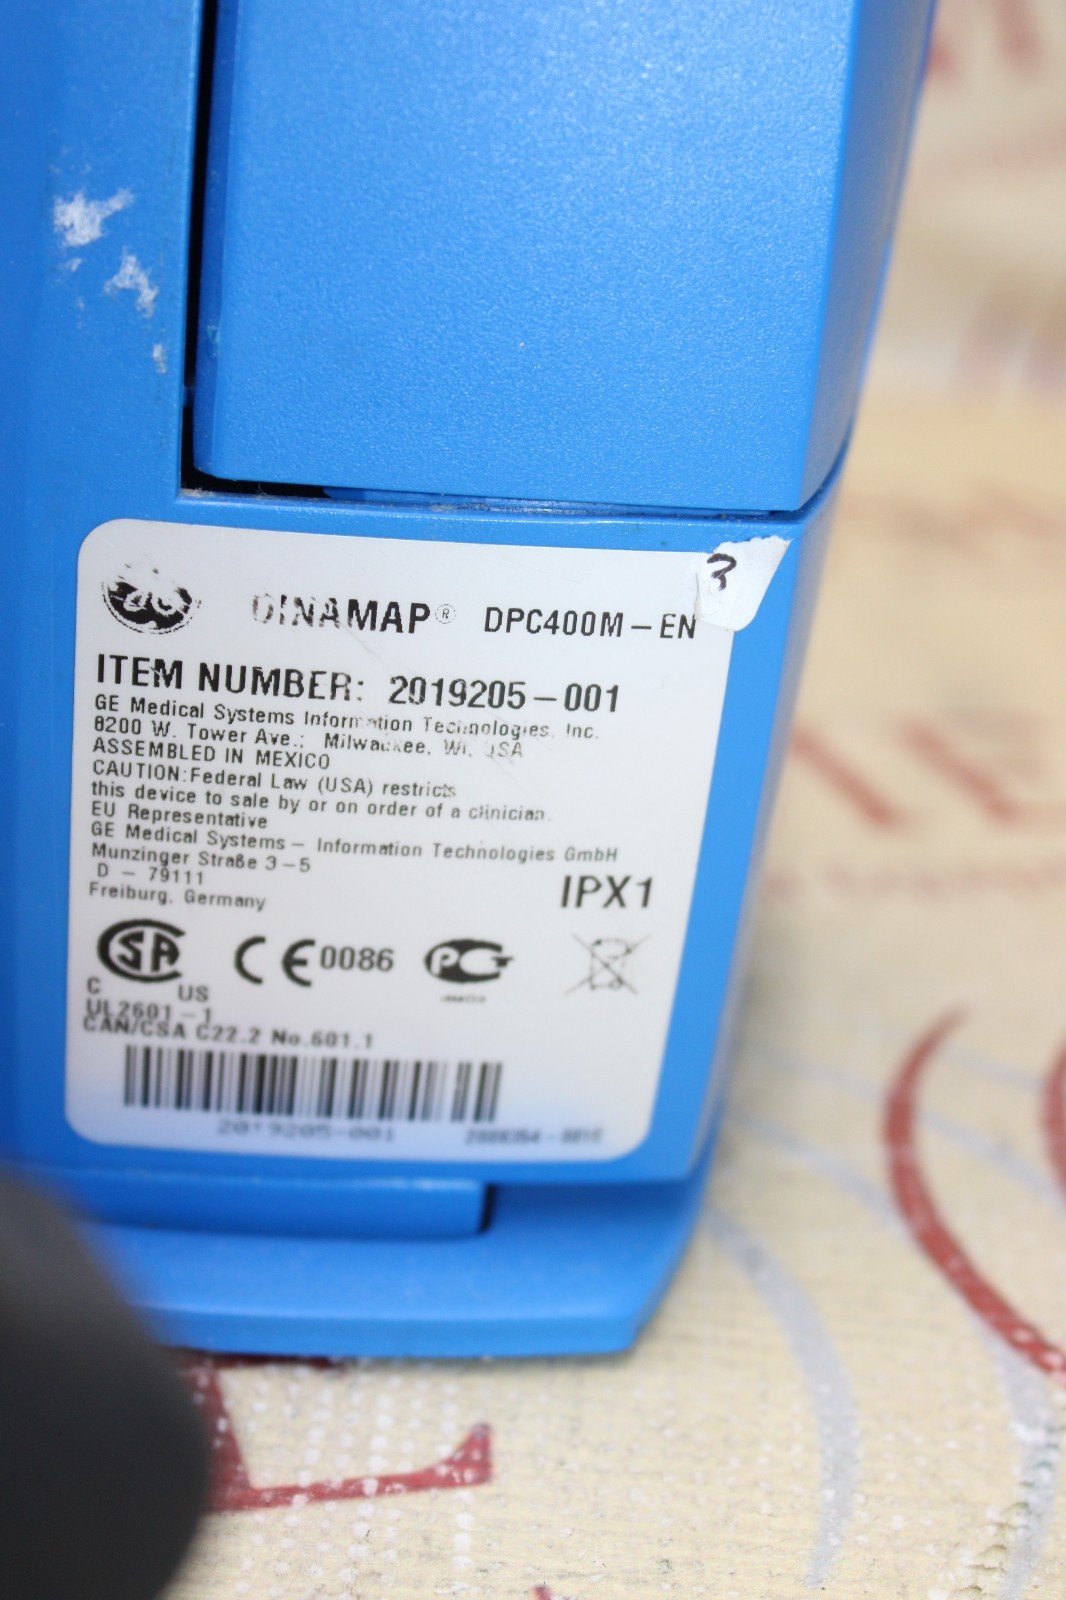 3
DINAMAP® DPC400M-EN
ITEM NUMBER: 2019205-001
GE Medical Systems Information Technologies, Inc.
8200 W. Tower Ave.; Milwaukee, WI, USA
ASSEMBLED IN MEXICO
CAUTION:Federal Law (USA) restricts
this device to sale by or on order of a clinician.
EU Representative
GE Medical Systems - Information Technologies GmbH
Munzinger Straße 3-5
D - 79111
Freiburg, Germany
IPX1
CE 0086
C US
UL2601-1
CAN/CSA C22.2 No.601.1
2019205-001